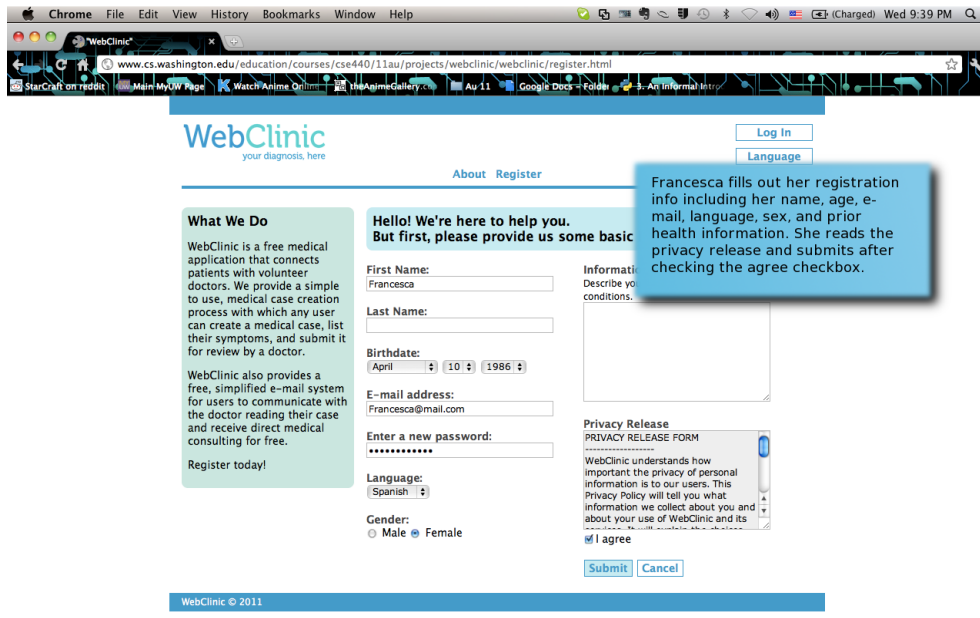 Chrome File Edit View History Bookmarks Window Help (Charged) Wed 9:39 PM
"WebClinic"
www.cs.washington.edu/education/courses/cse440/11au/projects/webclinic/webclinic/register.html
StarCraft on reddit Main MyUW Page Watch Anime Online theAnimeGallery.co Au 11 Google Docs - Folder 3. An Informal Intro
WebClinic
your diagnosis, here
Log In
Language
About Register
Francesca fills out her registration
info including her name, age, e-
mail, language, sex, and prior
health information. She reads the
privacy release and submits after
checking the agree checkbox.
What We Do
WebClinic is a free medical
application that connects
patients with volunteer
doctors. We provide a simple
to use, medical case creation
process with which any user
can create a medical case, list
their symptoms, and submit it
for review by a doctor.
WebClinic also provides a
free, simplified e-mail system
for users to communicate with
the doctor reading their case
and receive direct medical
consulting for free.
Register today!
Hello! We're here to help you.
But first, please provide us some basic
First Name:
Francesca
Last Name:
Birthdate:
April 10 1986
E-mail address:
Francesca@mail.com
Enter a new password:
••••••••••••
Language:
Spanish
Gender:
Male Female
Informati
Describe yo
conditions.
Privacy Release
PRIVACY RELEASE FORM
------------------
WebClinic understands how
important the privacy of personal
information is to our users. This
Privacy Policy will tell you what
information we collect about you and
about your use of WebClinic and its
services. It will explain the choices
I agree
Submit Cancel
WebClinic © 2011